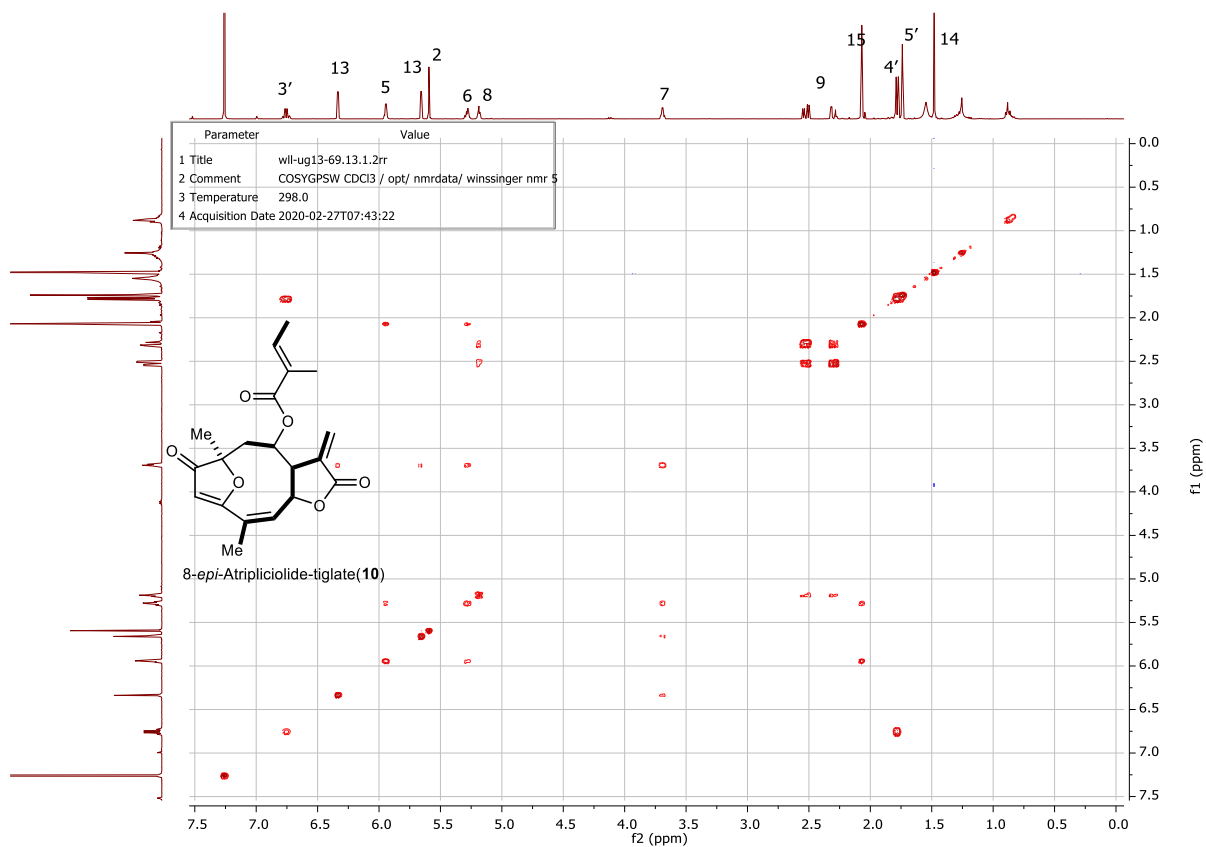 3′ 13 5 13 2 6 8 7 9 15 4′ 5′ 14
Parameter Value
1 Title wll-ug13-69.13.1.2rr
2 Comment COSYGPSW CDCl3 / opt/ nmrdata/ winssinger nmr 5
3 Temperature 298.0
4 Acquisition Date 2020-02-27T07:43:22
0.0
0.5
1.0
1.5
2.0
2.5
3.0
3.5
4.0
4.5
5.0
5.5
6.0
6.5
7.0
7.5
f1 (ppm)
O
O
Me
O
O
O
O
Me
8-epi-Atripliciolide-tiglate(10)
7.5 7.0 6.5 6.0 5.5 5.0 4.5 4.0 3.5 3.0 2.5 2.0 1.5 1.0 0.5 0.0
f2 (ppm)